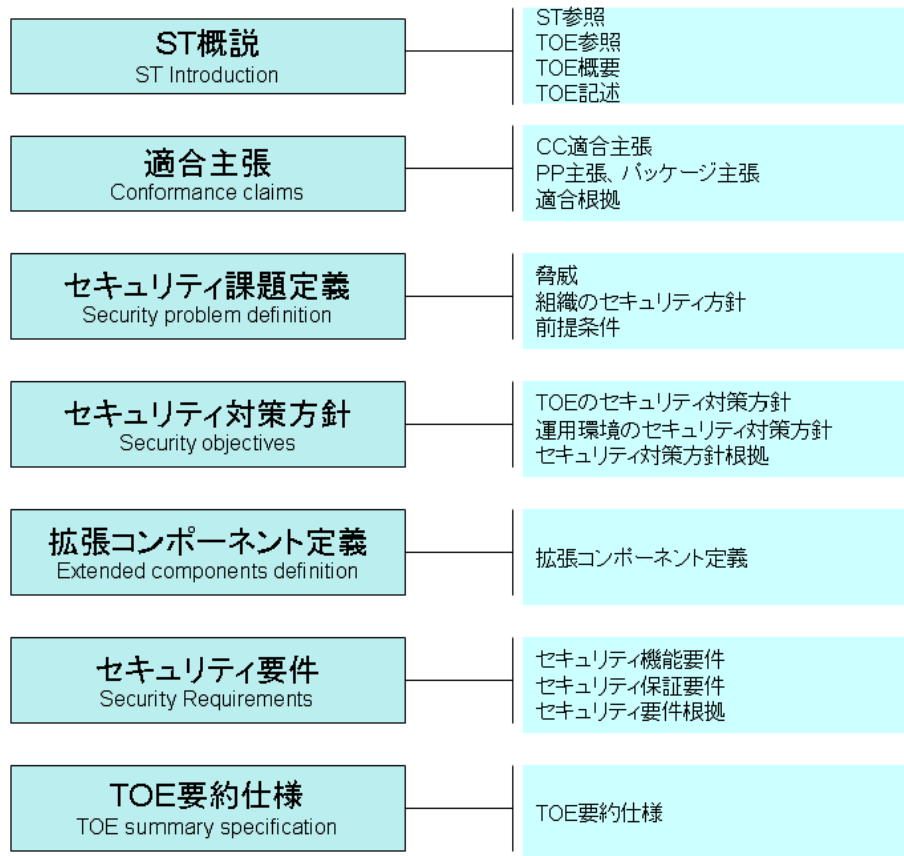 ST概説
ST Introduction
ST参照
TOE参照
TOE概要
TOE記述
適合主張
Conformance claims
CC適合主張
PP主張、パッケージ主張
適合根拠
セキュリティ課題定義
Security problem definition
脅威
組織のセキュリティ方針
前提条件
セキュリティ対策方針
Security objectives
TOEのセキュリティ対策方針
運用環境のセキュリティ対策方針
セキュリティ対策方針根拠
拡張コンポーネント定義
Extended components definition
拡張コンポーネント定義
セキュリティ要件
Security Requirements
セキュリティ機能要件
セキュリティ保証要件
セキュリティ要件根拠
TOE要約仕様
TOE summary specification
TOE要約仕様